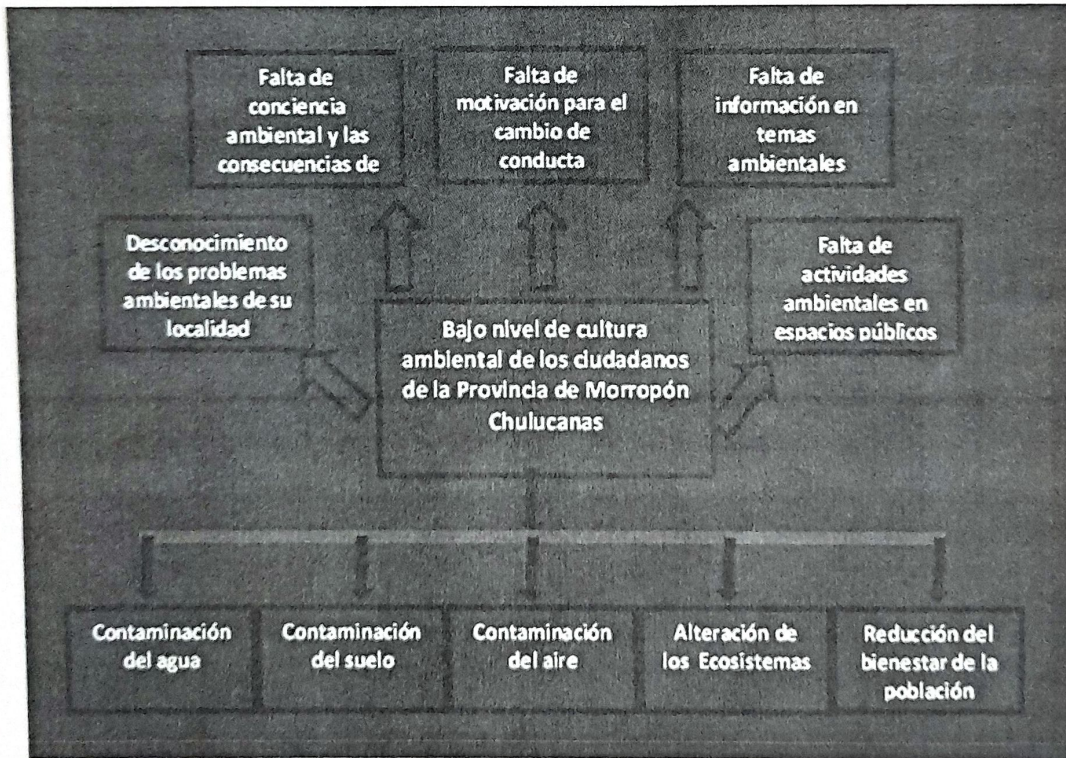 Falta de
conciencia
ambiental y las
consecuencias de
Falta de
motivación para el
cambio de
conducta
Falta de
información en
temas
ambientales
Desconocimiento
de los problemas
ambientales de su
localidad
Falta de
actividades
ambientales en
espacios públicos
Bajo nivel de cultura
ambiental de los ciudadanos
de la Provincia de Morropón
Chulucanas
Contaminación
del agua
Contaminación
del suelo
Contaminación
del aire
Alteración de
los Ecosistemas
Reducción del
bienestar de la
población